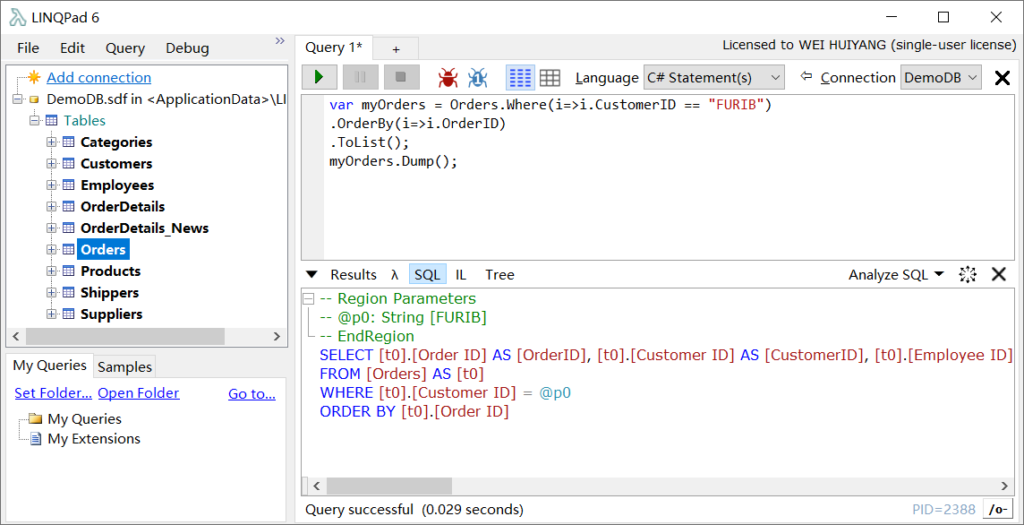 LINQPad 6
File Edit Query Debug »
Add connection
DemoDB.sdf in <ApplicationData>\LI
Tables
Categories
Customers
Employees
OrderDetails
OrderDetails_News
Orders
Products
Shippers
Suppliers
My Queries Samples
Set Folder... Open Folder Go to...
My Queries
My Extensions
Query 1* +
Licensed to WEI HUIYANG (single-user license)
Language C# Statement(s) Connection DemoDB
var myOrders = Orders.Where(i=>i.CustomerID == "FURIB")
.OrderBy(i=>i.OrderID)
.ToList();
myOrders.Dump();
Results λ SQL IL Tree Analyze SQL
-- Region Parameters
-- @p0: String [FURIB]
-- EndRegion
SELECT [t0].[Order ID] AS [OrderID], [t0].[Customer ID] AS [CustomerID], [t0].[Employee ID]
FROM [Orders] AS [t0]
WHERE [t0].[Customer ID] = @p0
ORDER BY [t0].[Order ID]
Query successful (0.029 seconds) PID=2388 /o-